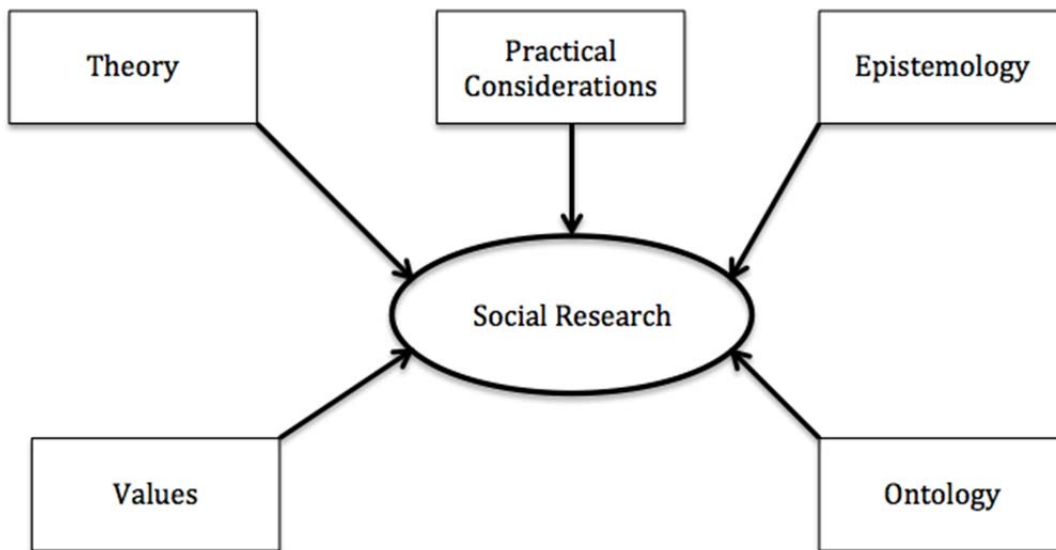 Theory
Practical
Considerations
Epistemology
Social Research
Values
Ontology